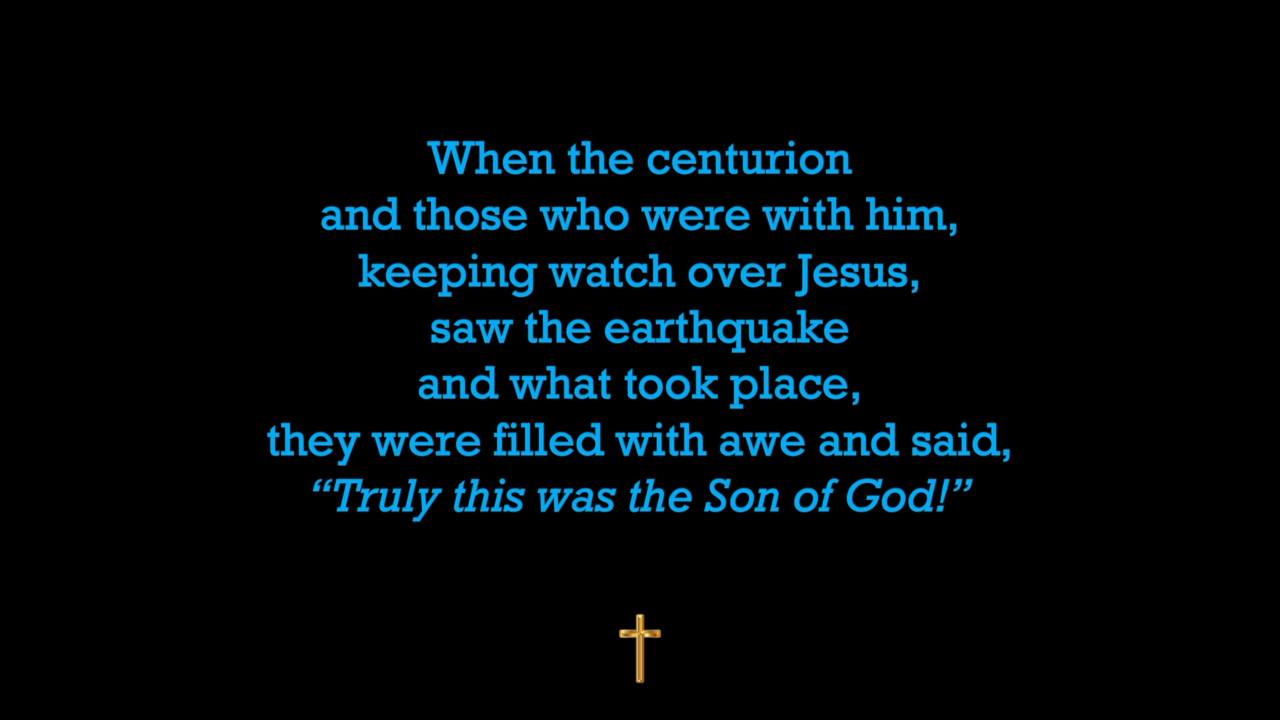 When the centurion
and those who were with him,
keeping watch over Jesus,
saw the earthquake
and what took place,
they were filled with awe and said,
“Truly this was the Son of God!”